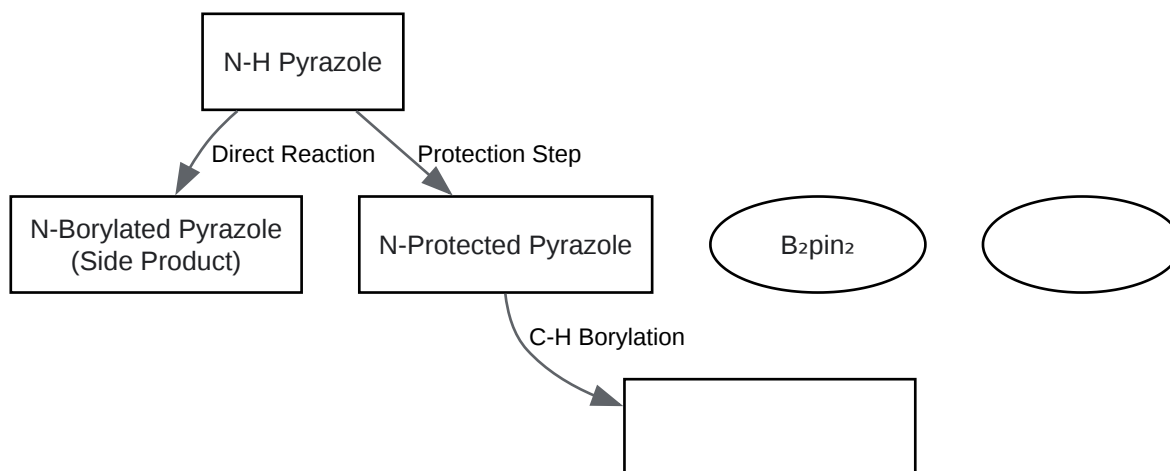 N-H Pyrazole
Direct Reaction
Protection Step
N-Borylated Pyrazole
(Side Product)
N-Protected Pyrazole
B₂pin₂
C-H Borylation